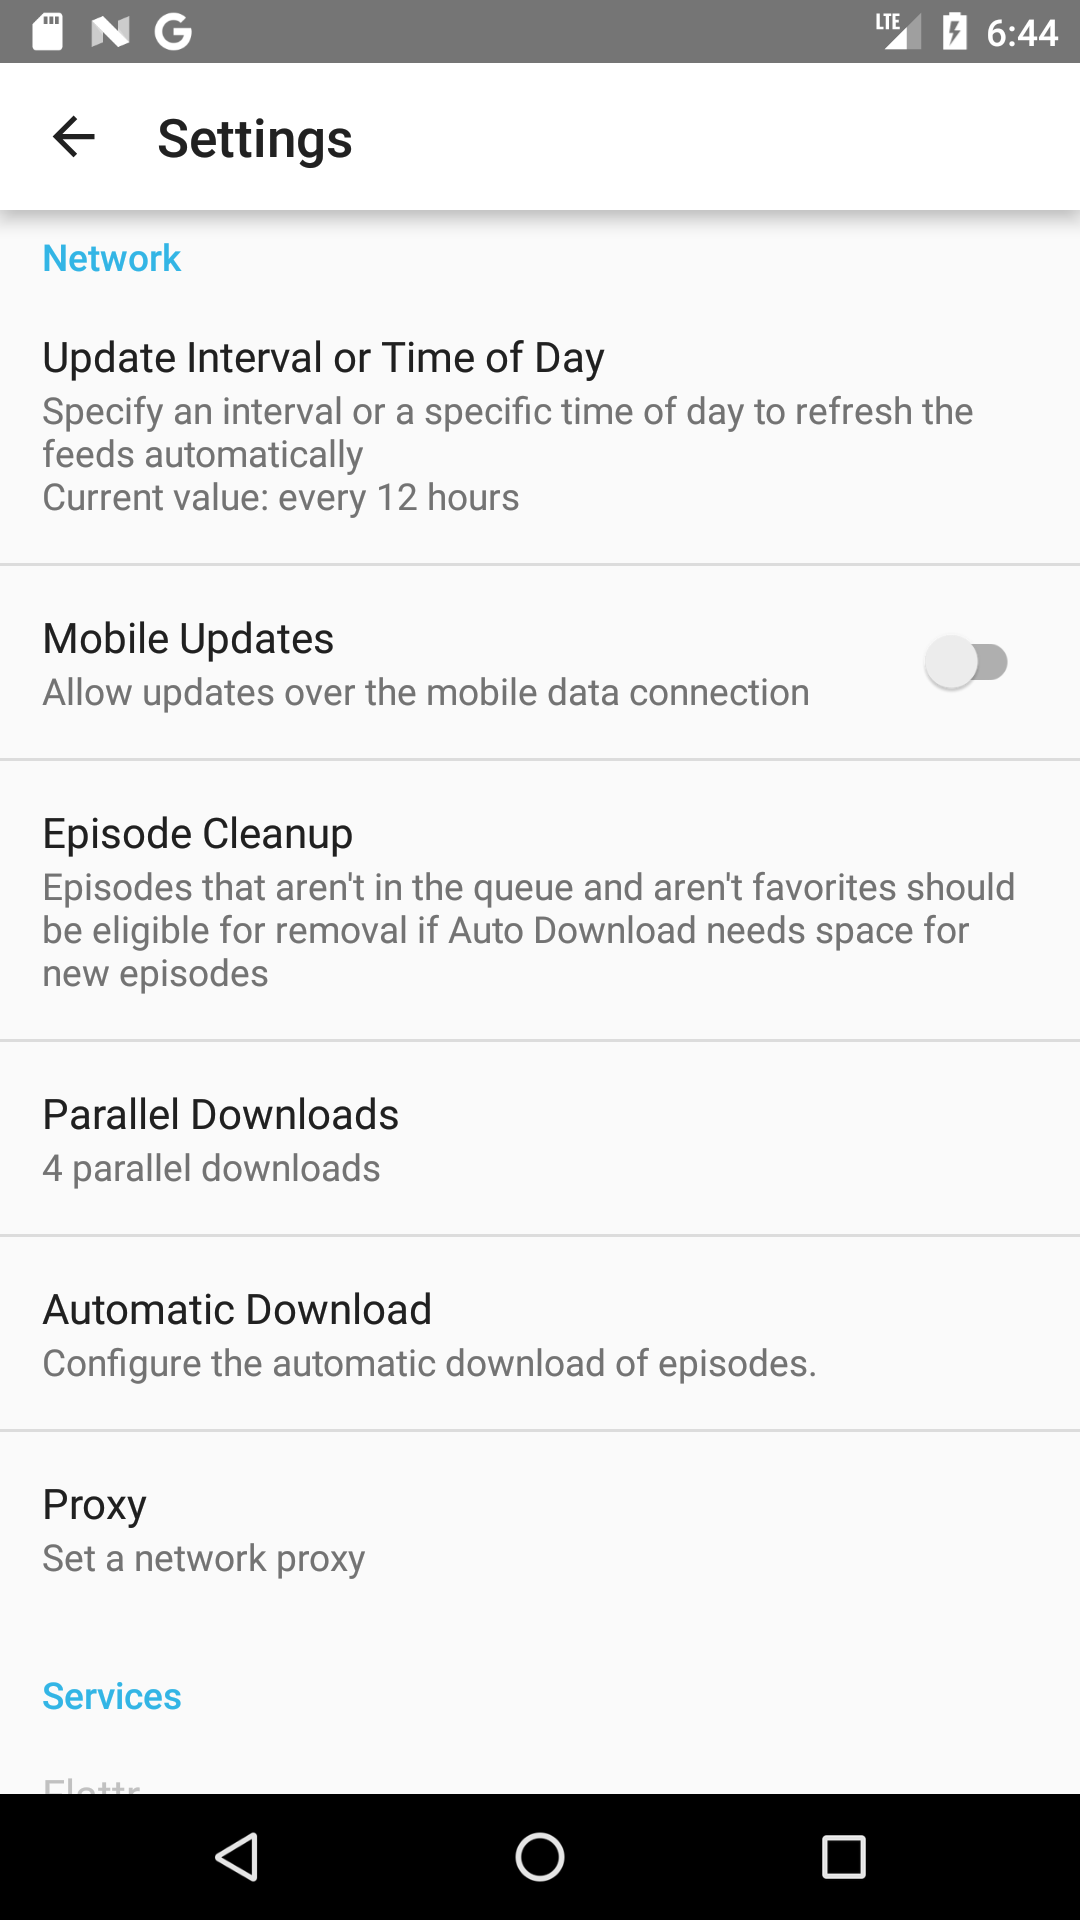 LTE 6:44
Settings
Network
Update Interval or Time of Day
Specify an interval or a specific time of day to refresh the
feeds automatically
Current value: every 12 hours
Mobile Updates
Allow updates over the mobile data connection
Episode Cleanup
Episodes that aren't in the queue and aren't favorites should
be eligible for removal if Auto Download needs space for
new episodes
Parallel Downloads
4 parallel downloads
Automatic Download
Configure the automatic download of episodes.
Proxy
Set a network proxy
Services
Flattr